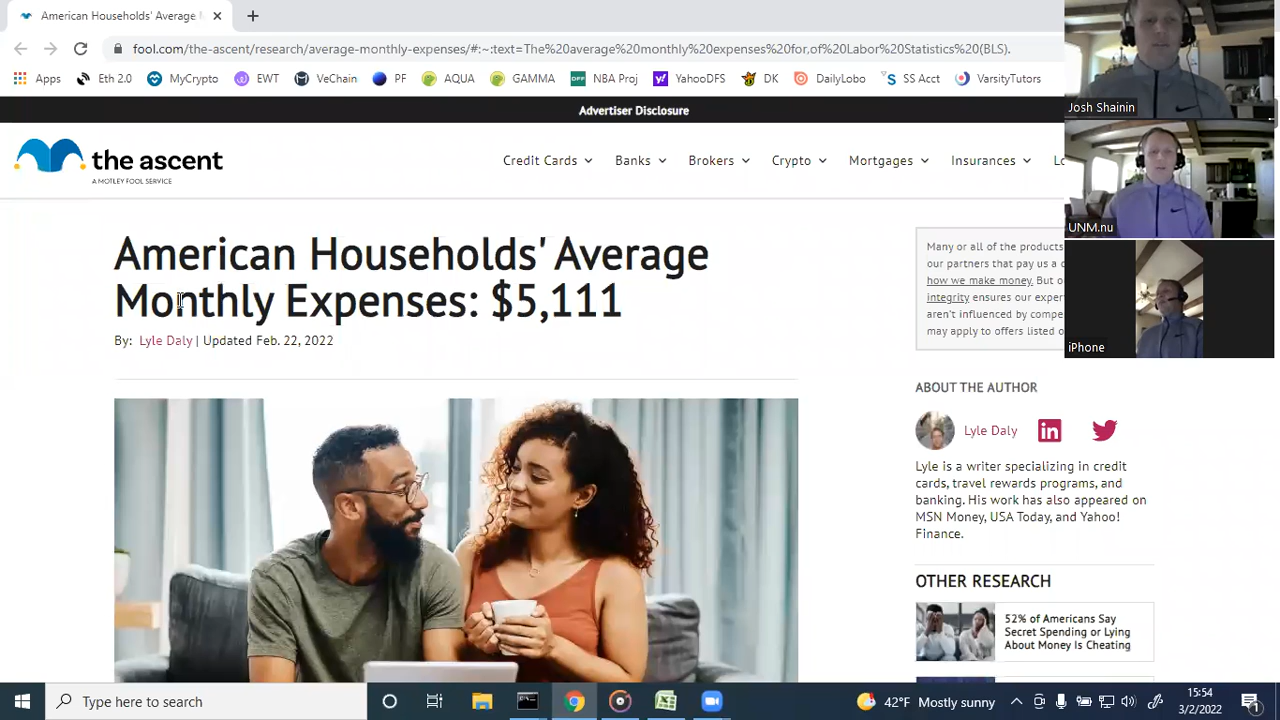 American Households' Average
fool.com/the-ascent/research/average-monthly-expenses/#:~:text=The%20average%20monthly%20expenses%20for,of%20Labor%20Statistics%20(BLS).
Apps Eth 2.0 MyCrypto EWT VeChain PF AQUA GAMMA NBA Proj YahooDFS DK DailyLobo SS Acct VarsityTutors
Josh Shainin
Advertiser Disclosure
the ascent
A MOTLEY FOOL SERVICE
Credit Cards Banks Brokers Crypto Mortgages Insurances Lo
UNM.nu
American Households' Average
Monthly Expenses: $5,111
By: Lyle Daly | Updated Feb. 22, 2022
Many or all of the products
our partners that pay us a c
how we make money. But o
integrity ensures our exper
aren't influenced by compe
may apply to offers listed o
iPhone
ABOUT THE AUTHOR
Lyle Daly
Lyle is a writer specializing in credit
cards, travel rewards programs, and
banking. His work has also appeared on
MSN Money, USA Today, and Yahoo!
Finance.
OTHER RESEARCH
52% of Americans Say
Secret Spending or Lying
About Money Is Cheating
Type here to search
42°F Mostly sunny
15:54
3/2/2022